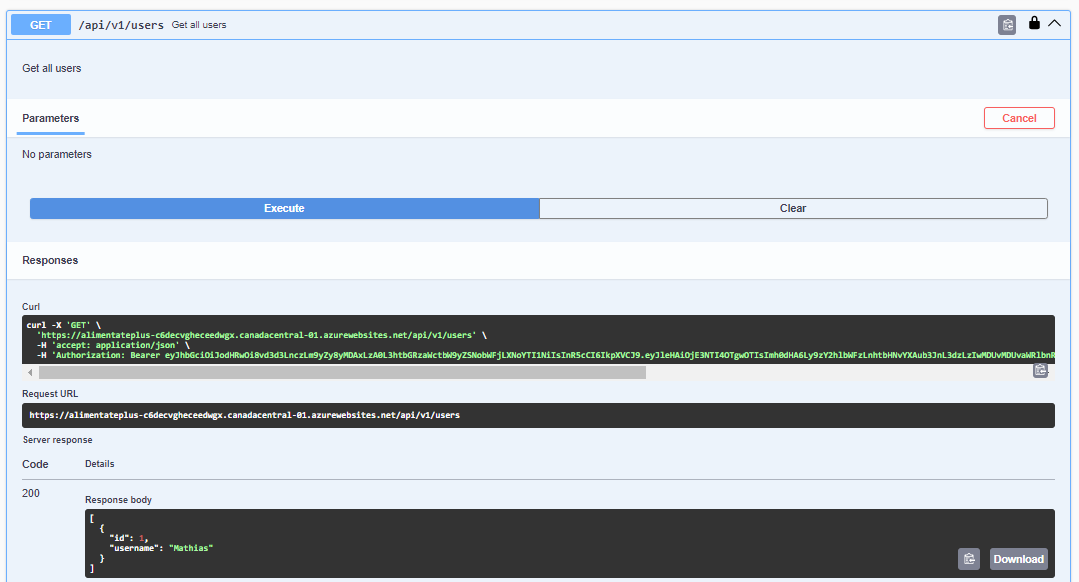 GET /api/v1/users Get all users
Get all users
Parameters
Cancel
No parameters
Execute
Clear
Responses
Curl
curl -X 'GET' \
'https://alimentateplus-c6decvgheceedwgx.canadacentral-01.azurewebsites.net/api/v1/users' \
-H 'accept: application/json' \
-H 'Authorization: Bearer
Request URL
https://alimentateplus-c6decvgheceedwgx.canadacentral-01.azurewebsites.net/api/v1/users
Server response
Code Details
200
Response body
[
{
"id": 1,
"username": "Mathias"
}
]
Download